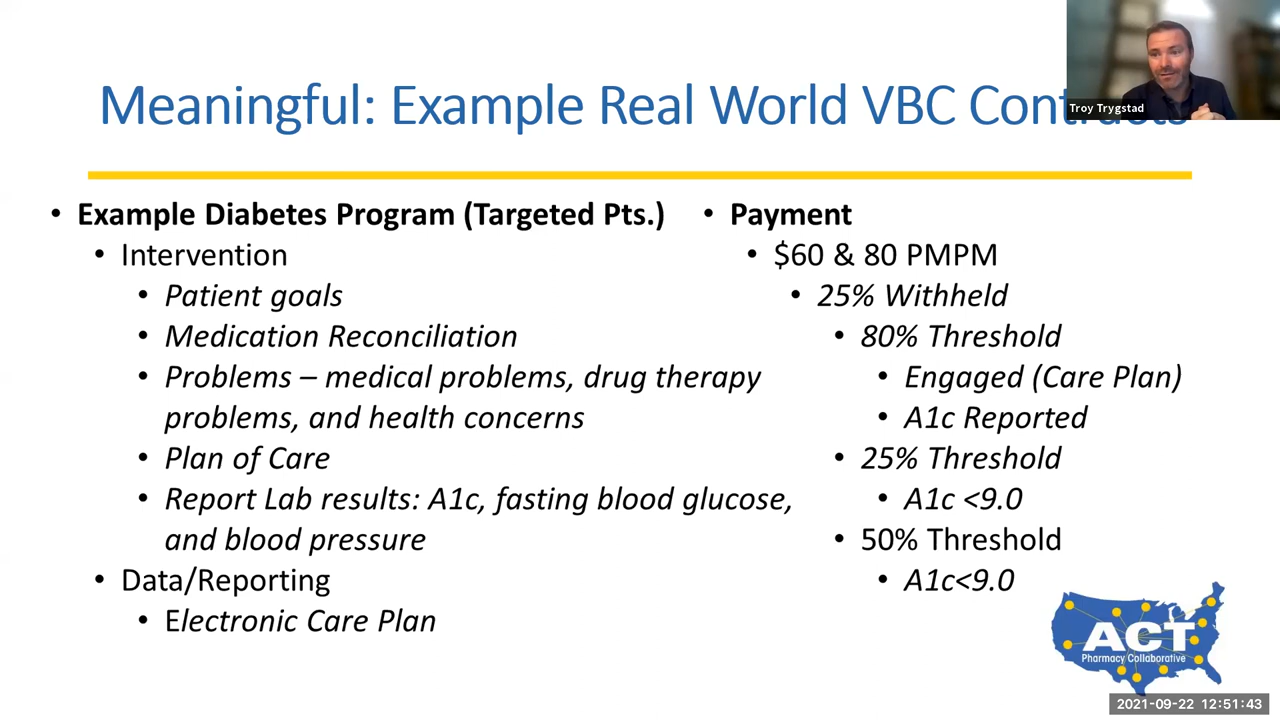 Meaningful: Example Real World VBC Contracts
Troy Trygstad
• Example Diabetes Program (Targeted Pts.)
• Intervention
• Patient goals
• Medication Reconciliation
• Problems – medical problems, drug therapy
problems, and health concerns
• Plan of Care
• Report Lab results: A1c, fasting blood glucose,
and blood pressure
• Data/Reporting
• Electronic Care Plan
• Payment
• $60 & 80 PMPM
• 25% Withheld
• 80% Threshold
• Engaged (Care Plan)
• A1c Reported
• 25% Threshold
• A1c <9.0
• 50% Threshold
• A1c<9.0
ACT
Pharmacy Collaborative
2021-09-22 12:51:43